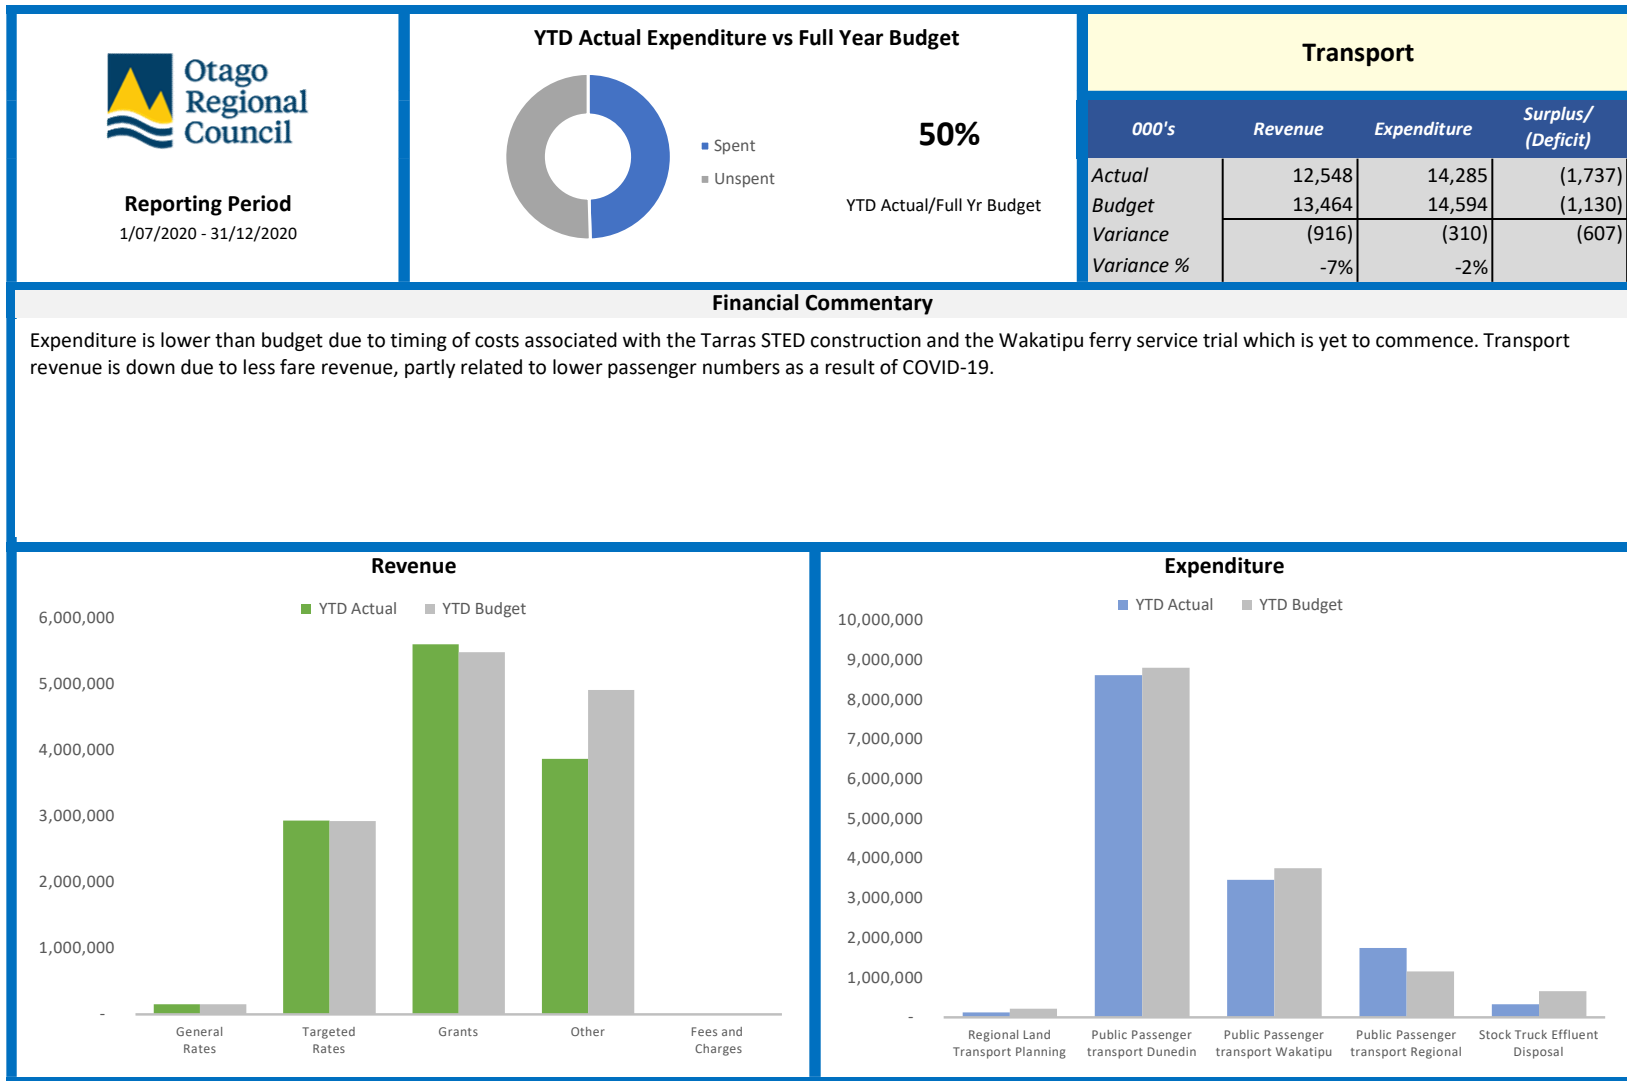 Otago
Regional
Council
Reporting Period
1/07/2020 - 31/12/2020
YTD Actual Expenditure vs Full Year Budget
Spent
Unspent
50%
YTD Actual/Full Yr Budget
Transport
000's Revenue Expenditure Surplus/ (Deficit)
Actual 12,548 14,285 (1,737)
Budget 13,464 14,594 (1,130)
Variance (916) (310) (607)
Variance % -7% -2%
Financial Commentary
Expenditure is lower than budget due to timing of costs associated with the Tarras STED construction and the Wakatipu ferry service trial which is yet to commence. Transport
revenue is down due to less fare revenue, partly related to lower passenger numbers as a result of COVID-19.
Revenue
YTD Actual YTD Budget
6,000,000
5,000,000
4,000,000
3,000,000
2,000,000
1,000,000
-
General Rates
Targeted Rates
Grants
Other
Fees and Charges
Expenditure
YTD Actual YTD Budget
10,000,000
9,000,000
8,000,000
7,000,000
6,000,000
5,000,000
4,000,000
3,000,000
2,000,000
1,000,000
-
Regional Land Transport Planning
Public Passenger transport Dunedin
Public Passenger transport Wakatipu
Public Passenger transport Regional
Stock Truck Effluent Disposal